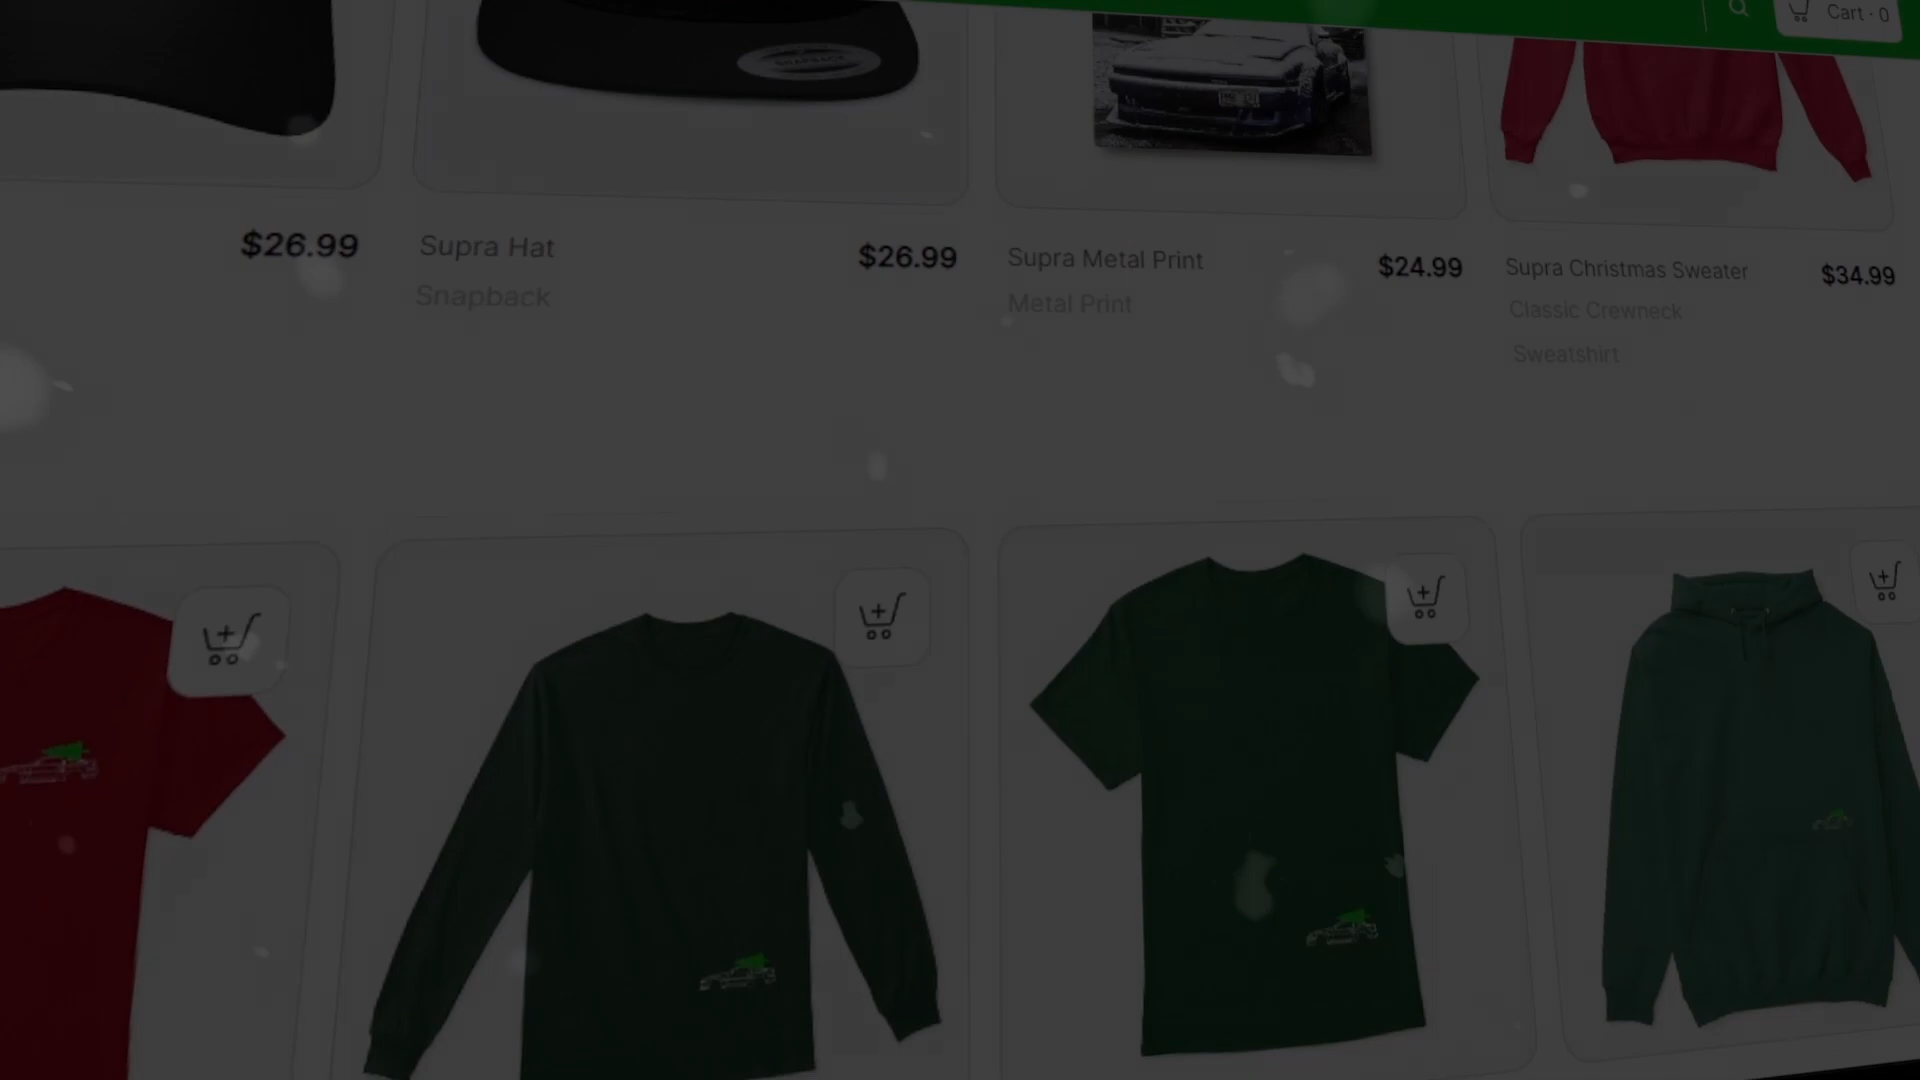 Cart · 0
$26.99
Supra Hat
$26.99
Snapback
Supra Metal Print
$24.99
Metal Print
Supra Christmas Sweater
$34.99
Classic Crewneck
Sweatshirt